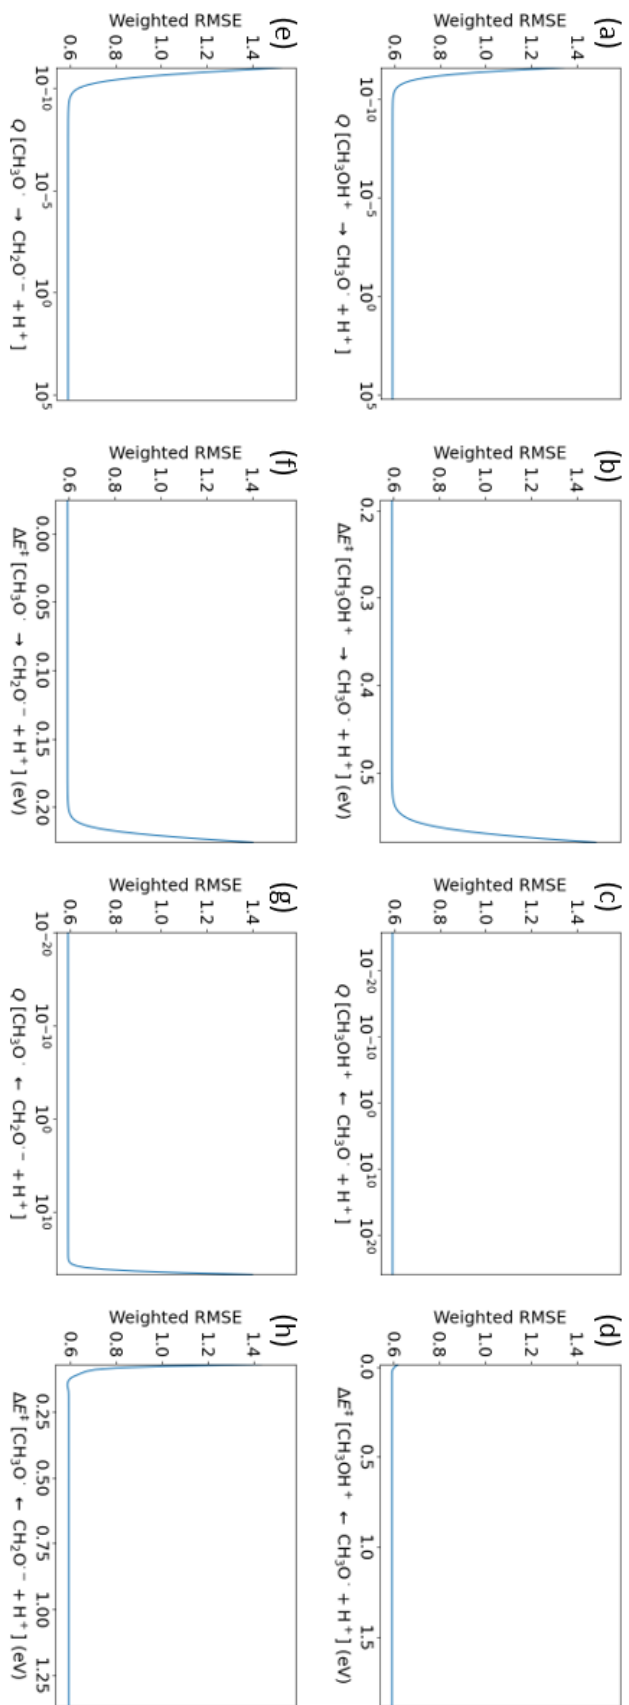 (a)
Weighted RMSE
0.6 0.8 1.0 1.2 1.4
10⁻¹⁰ 10⁻⁵ 10⁰ 10⁵
Q [CH₃OH⁺ → CH₃O˙ + H⁺]
(b)
Weighted RMSE
0.6 0.8 1.0 1.2 1.4
0.2 0.3 0.4 0.5
ΔE‡ [CH₃OH⁺ → CH₃O˙ + H⁺] (eV)
(c)
Weighted RMSE
0.6 0.8 1.0 1.2 1.4
10⁻²⁰ 10⁻¹⁰ 10⁰ 10¹⁰ 10²⁰
Q [CH₃OH⁺ ← CH₃O˙ + H⁺]
(d)
Weighted RMSE
0.6 0.8 1.0 1.2 1.4
0.0 0.5 1.0 1.5
ΔE‡ [CH₃OH⁺ ← CH₃O˙ + H⁺] (eV)
(e)
Weighted RMSE
0.6 0.8 1.0 1.2 1.4
10⁻¹⁰ 10⁻⁵ 10⁰ 10⁵
Q [CH₃O˙ → CH₂O˙⁻ + H⁺]
(f)
Weighted RMSE
0.6 0.8 1.0 1.2 1.4
0.00 0.05 0.10 0.15 0.20
ΔE‡ [CH₃O˙ → CH₂O˙⁻ + H⁺] (eV)
(g)
Weighted RMSE
0.6 0.8 1.0 1.2 1.4
10⁻²⁰ 10⁻¹⁰ 10⁰ 10¹⁰
Q [CH₃O˙ ← CH₂O˙⁻ + H⁺]
(h)
Weighted RMSE
0.6 0.8 1.0 1.2 1.4
0.25 0.50 0.75 1.00 1.25
ΔE‡ [CH₃O˙ ← CH₂O˙⁻ + H⁺] (eV)